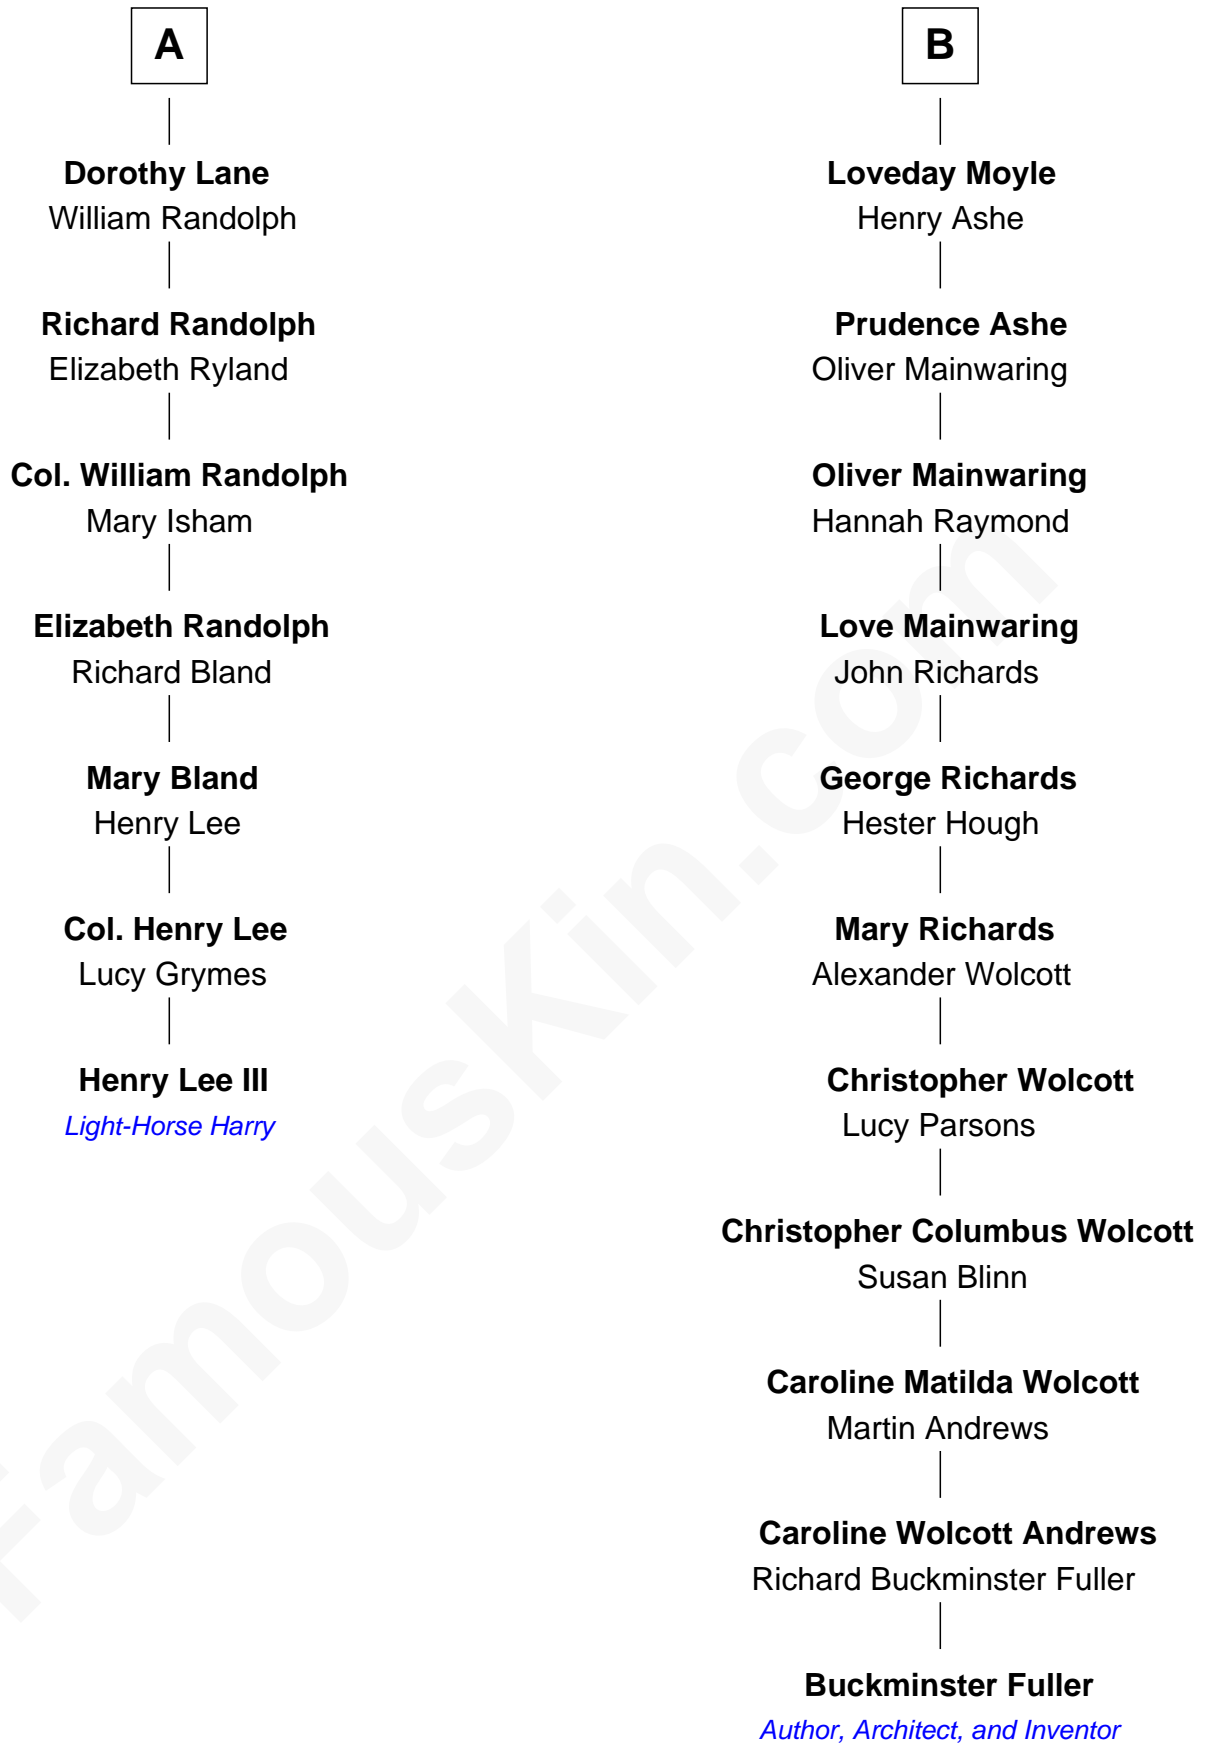 A
Dorothy Lane
William Randolph
Richard Randolph
Elizabeth Ryland
Col. William Randolph
Mary Isham
Elizabeth Randolph
Richard Bland
Mary Bland
Henry Lee
Col. Henry Lee
Lucy Grymes
Henry Lee III
Light-Horse Harry
B
Loveday Moyle
Henry Ashe
Prudence Ashe
Oliver Mainwaring
Oliver Mainwaring
Hannah Raymond
Love Mainwaring
John Richards
George Richards
Hester Hough
Mary Richards
Alexander Wolcott
Christopher Wolcott
Lucy Parsons
Christopher Columbus Wolcott
Susan Blinn
Caroline Matilda Wolcott
Martin Andrews
Caroline Wolcott Andrews
Richard Buckminster Fuller
Buckminster Fuller
Author, Architect, and Inventor
FamousKin.com